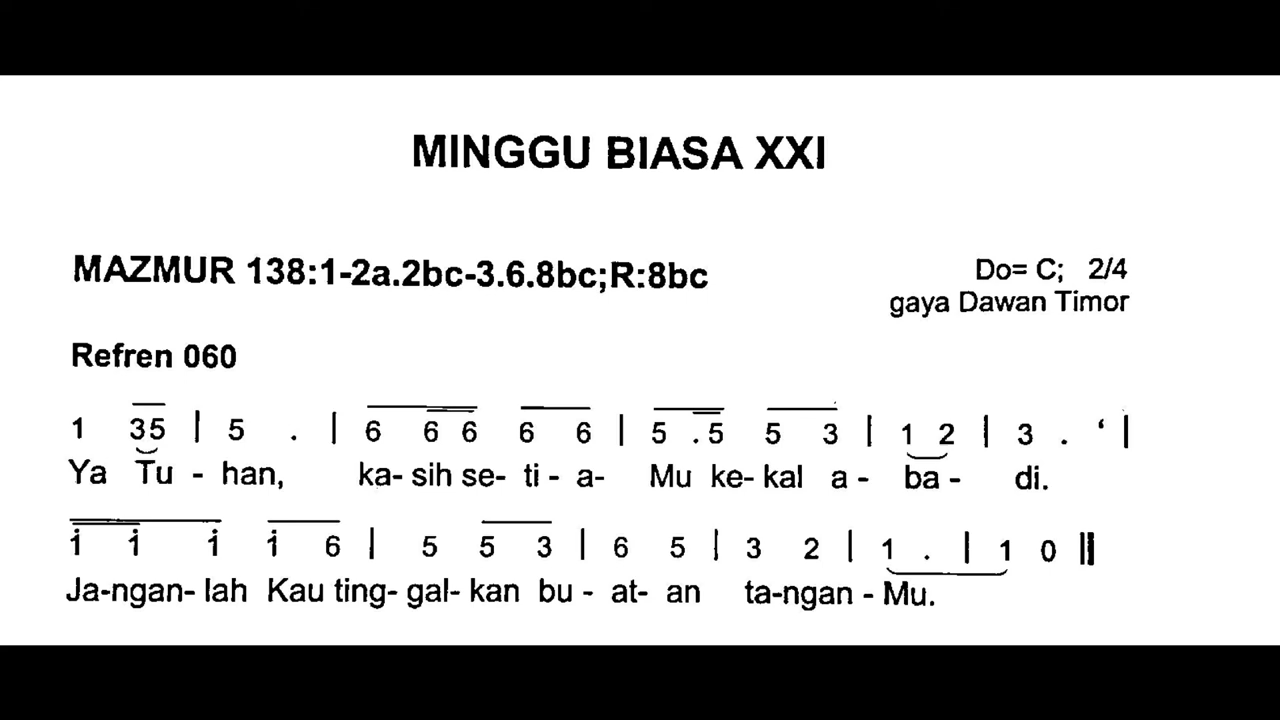 MINGGU BIASA XXI
MAZMUR 138:1-2a.2bc-3.6.8bc;R:8bc
Do= C; 2/4
gaya Dawan Timor
Refren 060
1 35 | 5 . | 6 6 6 6 6 | 5 .5 5 3 | 1 2 | 3 . ‘ |
Ya Tu - han, ka- sih se- ti - a- Mu ke- kal a - ba - di.
i i i i 6 | 5 5 3 | 6 5 | 3 2 | 1 . | 1 0 ||
Ja-ngan- lah Kau ting- gal- kan bu - at- an ta-ngan - Mu.